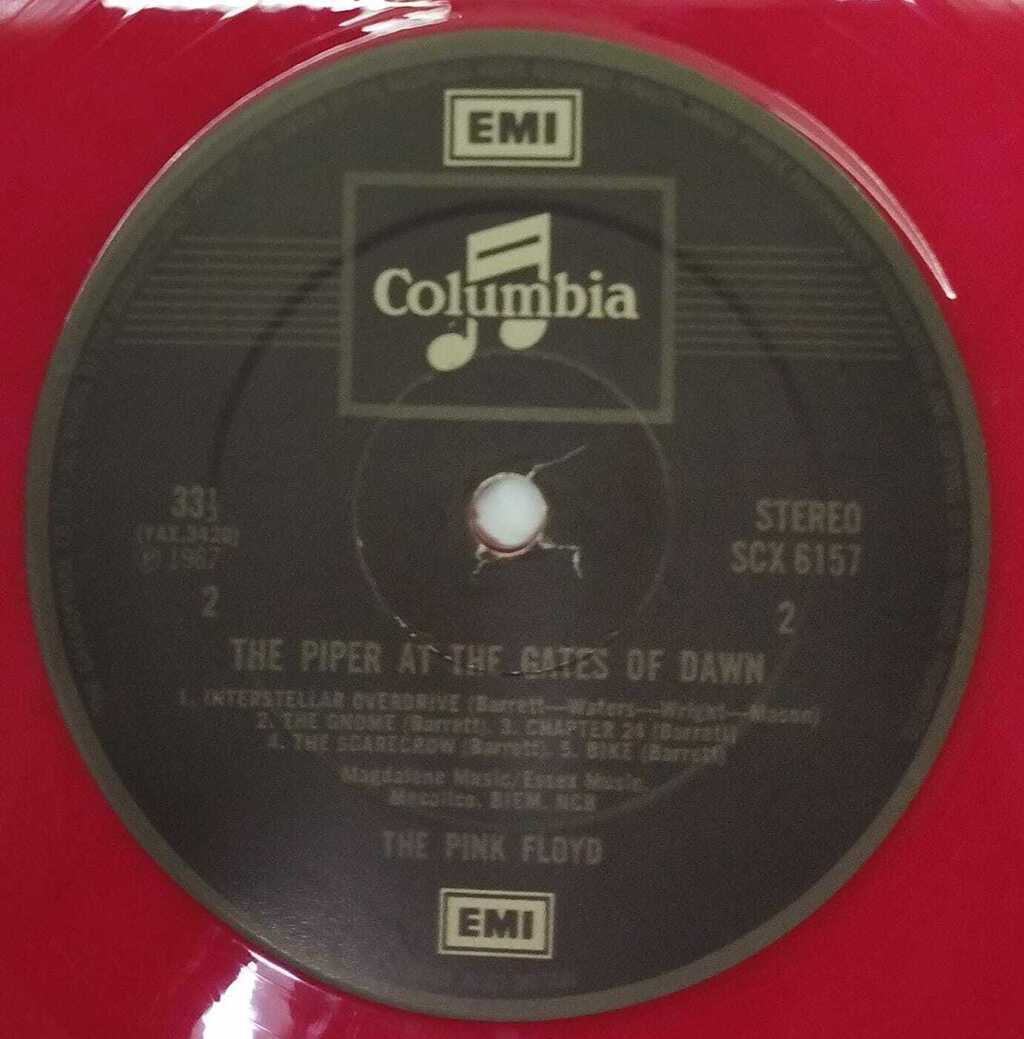 EMI
Columbia
33⅓
STEREO
(YAX.3420)
SCX 6157
℗ 1967
2
2
THE PIPER AT THE GATES OF DAWN
1. INTERSTELLAR OVERDRIVE (Barrett—Waters—Wright—Mason)
2. THE GNOME (Barrett). 3. CHAPTER 24 (Barrett)
4. THE SCARECROW (Barrett). 5. BIKE (Barrett)
Magdalene Music/Essex Music,
Mecolico. BIEM. NCB
THE PINK FLOYD
EMI